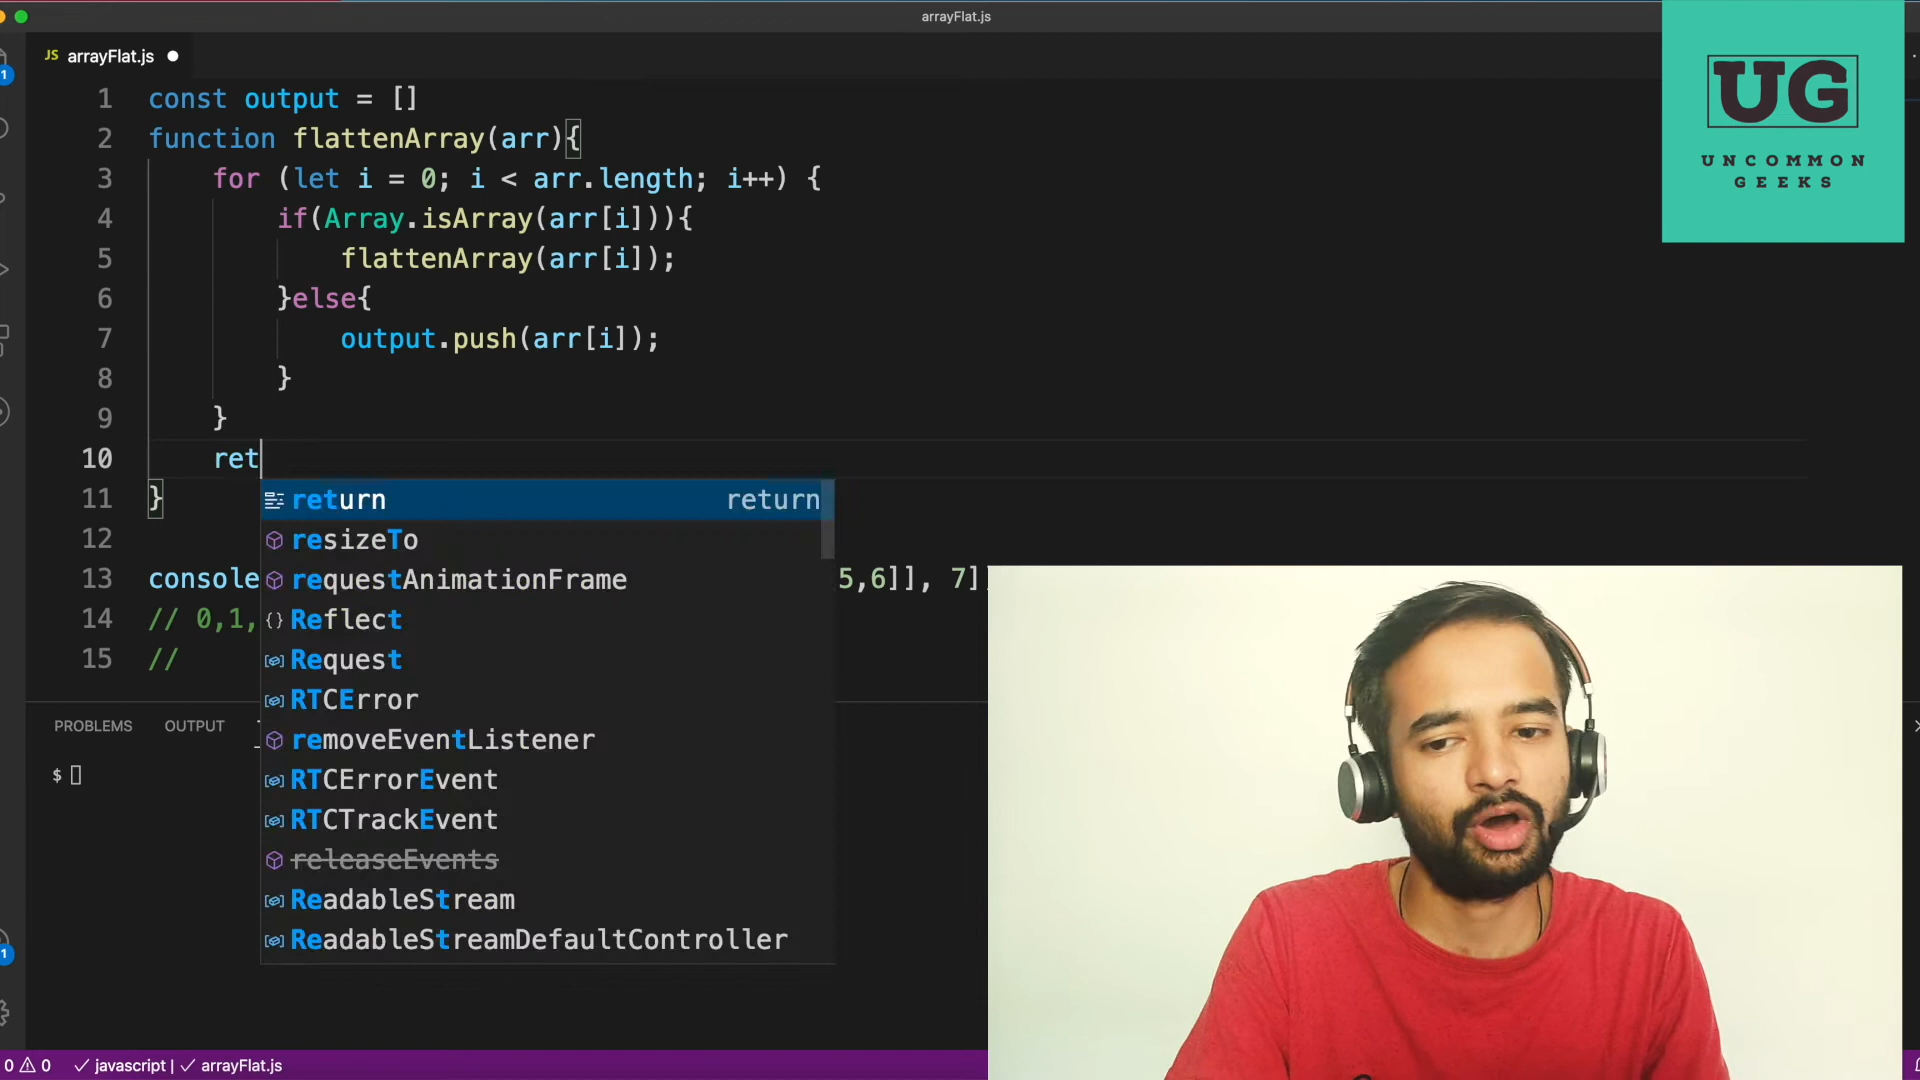 arrayFlat.js
JS arrayFlat.js
1 const output = []
2 function flattenArray(arr){
3 for (let i = 0; i < arr.length; i++) {
4 if(Array.isArray(arr[i])){
5 flattenArray(arr[i]);
6 }else{
7 output.push(arr[i]);
8 }
9 }
10 ret
11 }
12
13 console 5,6]], 7]
14 // 0,1,
15 //
return return
resizeTo
requestAnimationFrame
Reflect
Request
RTCError
removeEventListener
RTCErrorEvent
RTCTrackEvent
releaseEvents
ReadableStream
ReadableStreamDefaultController
PROBLEMS OUTPUT
$
0 0 javascript | arrayFlat.js
1
1
UG
UNCOMMON
GEEKS